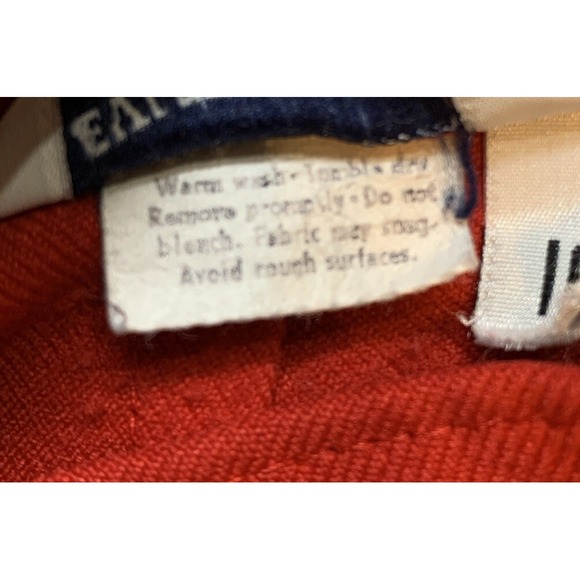 Warm wash-Tumble dry
Remove promptly-Do not
bleach. Fabric may snag-
Avoid rough surfaces.